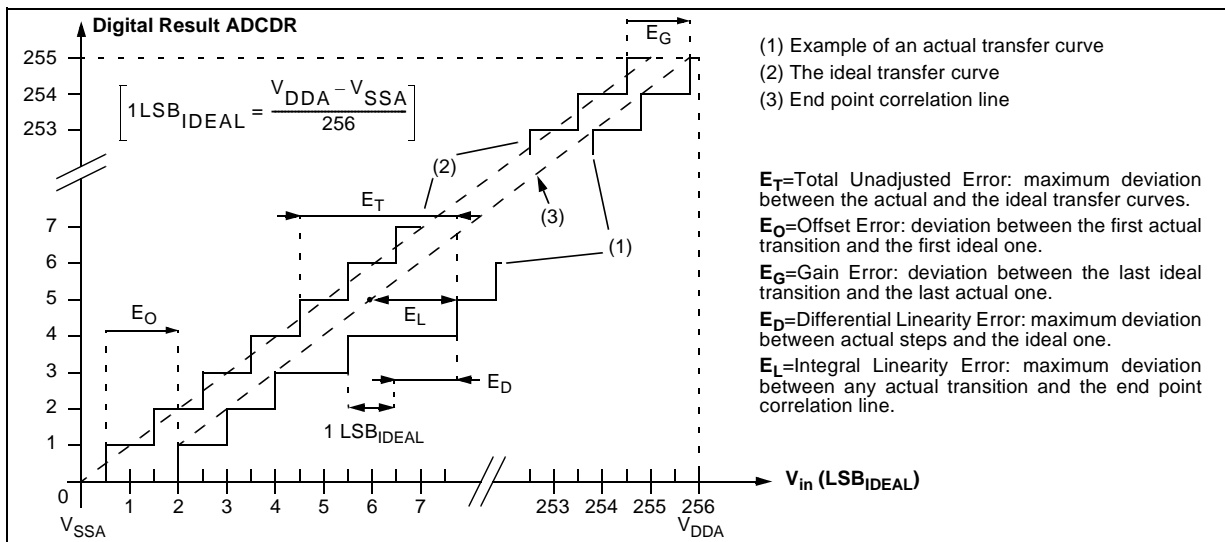 Digital Result ADCDR
E_G
255
254
253
[1LSB_IDEAL = (V_DDA − V_SSA) / 256]
(2)
(3)
(1)
E_T
7
6
5
4
3
2
1
E_O
E_L
E_D
1 LSB_IDEAL
0
1 2 3 4 5 6 7 253 254 255 256
V_in (LSB_IDEAL)
V_SSA
V_DDA
(1) Example of an actual transfer curve
(2) The ideal transfer curve
(3) End point correlation line
E_T=Total Unadjusted Error: maximum deviation
between the actual and the ideal transfer curves.
E_O=Offset Error: deviation between the first actual
transition and the first ideal one.
E_G=Gain Error: deviation between the last ideal
transition and the last actual one.
E_D=Differential Linearity Error: maximum deviation
between actual steps and the ideal one.
E_L=Integral Linearity Error: maximum deviation
between any actual transition and the end point
correlation line.